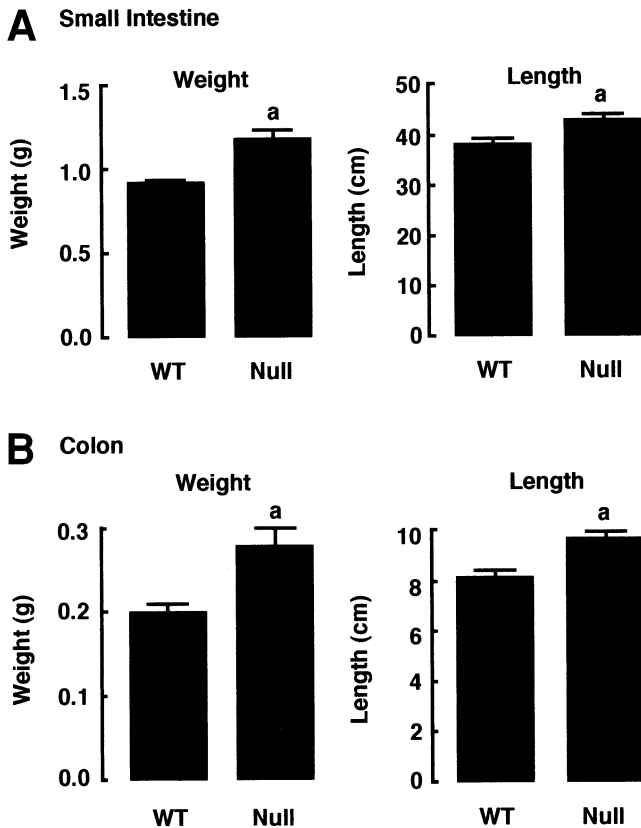 A Small Intestine
Weight
Length
Weight (g)
1.5
1.0
0.5
0.0
a
WT Null
Length (cm)
50
40
30
20
10
0
a
WT Null
B Colon
Weight
Length
Weight (g)
0.3
0.2
0.1
0.0
a
WT Null
Length (cm)
10
8
6
4
2
0
a
WT Null